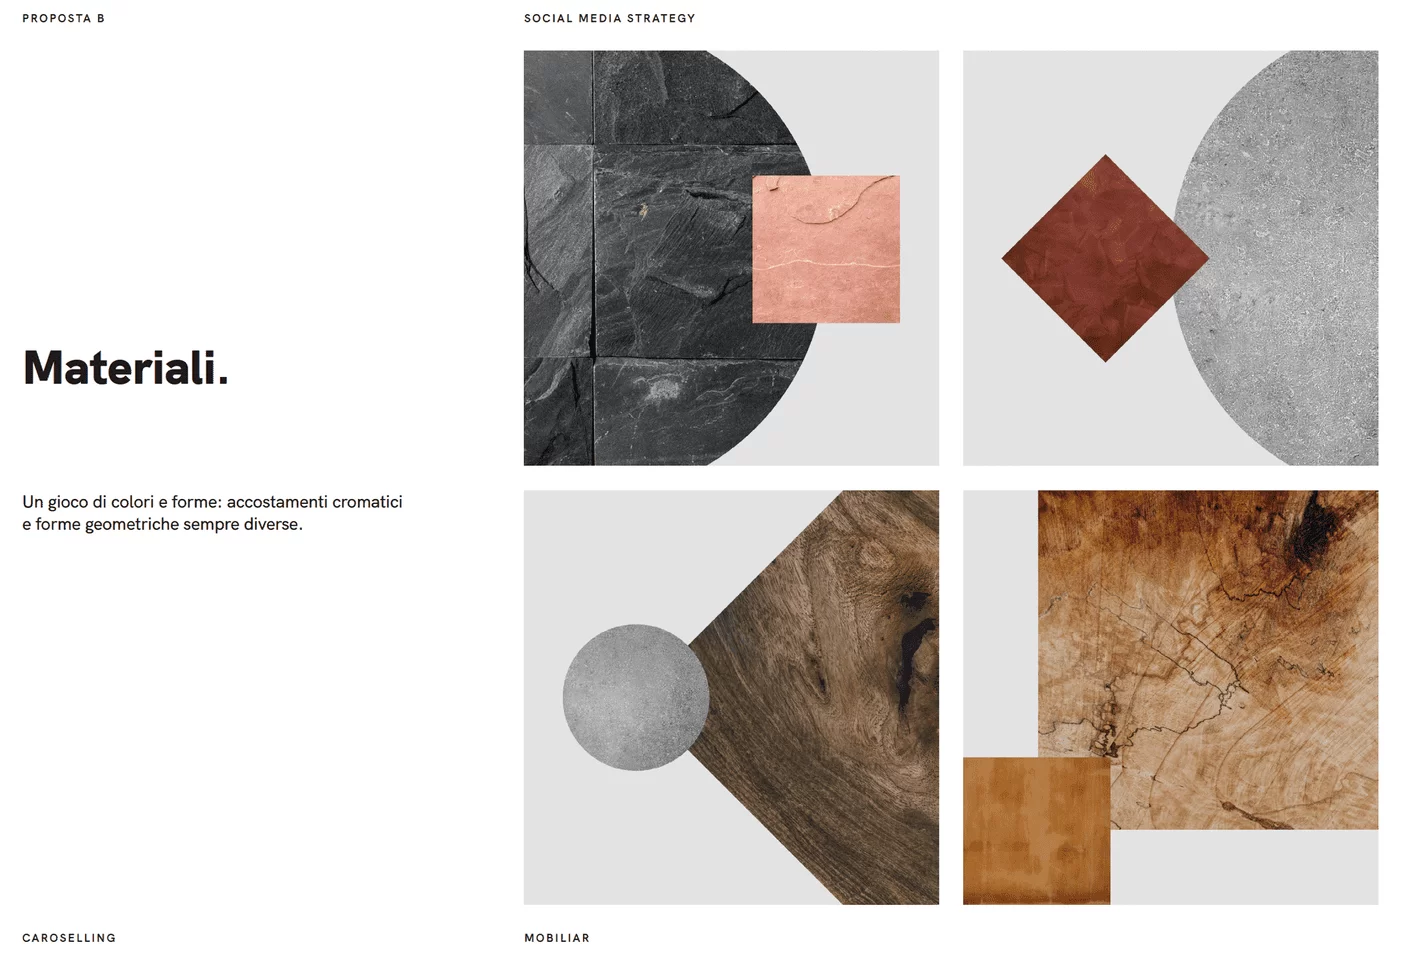 PROPOSTA B
SOCIAL MEDIA STRATEGY
Materiali.
Un gioco di colori e forme: accostamenti cromatici
e forme geometriche sempre diverse.
CAROSELLING
MOBILIAR